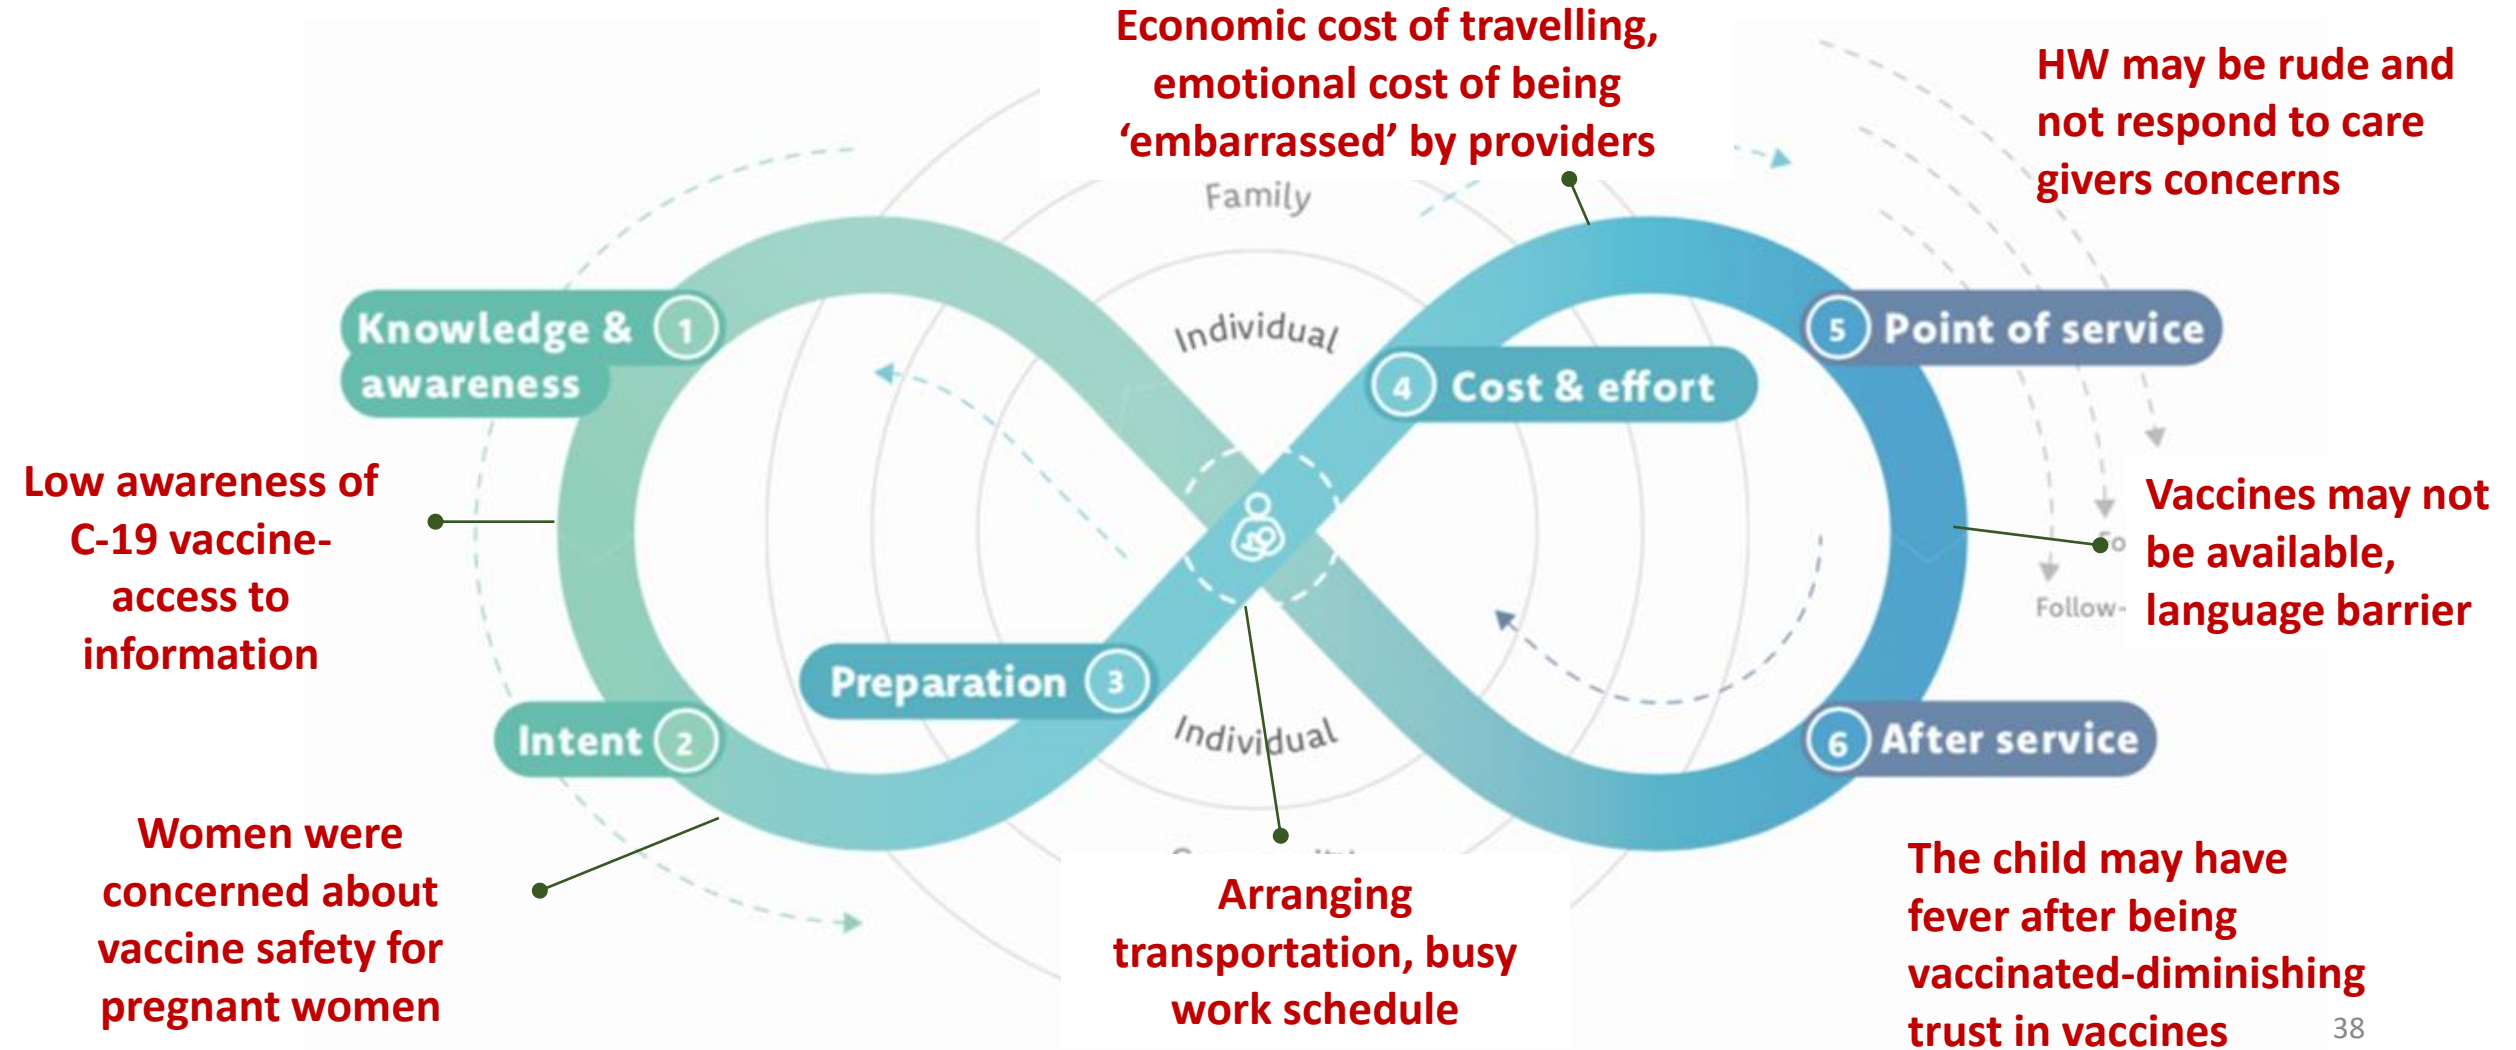 Economic cost of travelling,
emotional cost of being
‘embarrassed’ by providers
HW may be rude and
not respond to care
givers concerns
Family
Individual
Knowledge & 1
awareness
4 Cost & effort
5 Point of service
Low awareness of
C-19 vaccine-
access to
information
Vaccines may not
be available,
language barrier
Follow-
Preparation 3
Intent 2
Individual
6 After service
Women were
concerned about
vaccine safety for
pregnant women
Arranging
transportation, busy
work schedule
The child may have
fever after being
vaccinated-diminishing
trust in vaccines
38